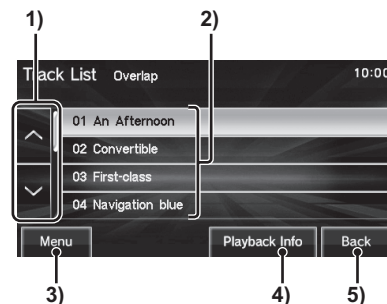 1)
2)
Track List Overlap 10:00
01 An Afternoon
02 Convertible
03 First-class
04 Navigation blue
Menu Playback Info Back
3)
4)
5)